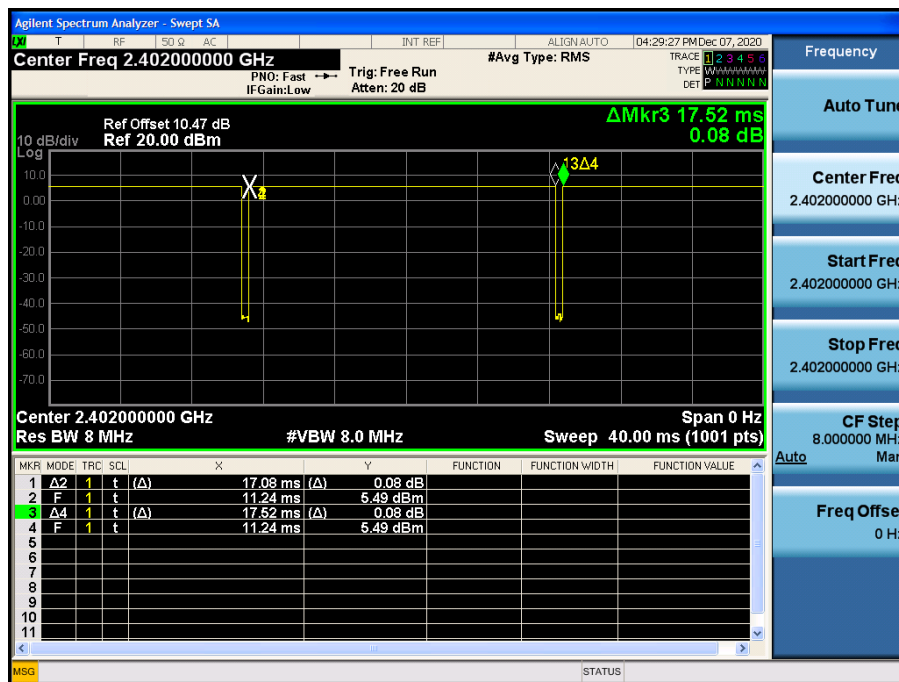 Agilent Spectrum Analyzer - Swept SA
LXI T RF 50 Ω AC INT REF ALIGN AUTO 04:29:27 PM Dec 07, 2020
Center Freq 2.402000000 GHz
#Avg Type: RMS
TRACE 1 2 3 4 5 6
PNO: Fast
Trig: Free Run
TYPE W
IFGain:Low
Atten: 20 dB
DET P N N N N N
ΔMkr3 17.52 ms
0.08 dB
Ref Offset 10.47 dB
10 dB/div Ref 20.00 dBm
Log
10.0
0.00
-10.0
-20.0
-30.0
-40.0
-50.0
-60.0
-70.0
2
13Δ4
Center 2.402000000 GHz Span 0 Hz
Res BW 8 MHz #VBW 8.0 MHz Sweep 40.00 ms (1001 pts)
MKR MODE TRC SCL X Y FUNCTION FUNCTION WIDTH FUNCTION VALUE
1 Δ2 1 t (Δ) 17.08 ms (Δ) 0.08 dB
2 F 1 t 11.24 ms 5.49 dBm
3 Δ4 1 t (Δ) 17.52 ms (Δ) 0.08 dB
4 F 1 t 11.24 ms 5.49 dBm
5
6
7
8
9
10
11
MSG STATUS
Frequency
Auto Tune
Center Freq
2.402000000 GHz
Start Freq
2.402000000 GHz
Stop Freq
2.402000000 GHz
CF Step
8.000000 MHz
Auto Man
Freq Offset
0 Hz